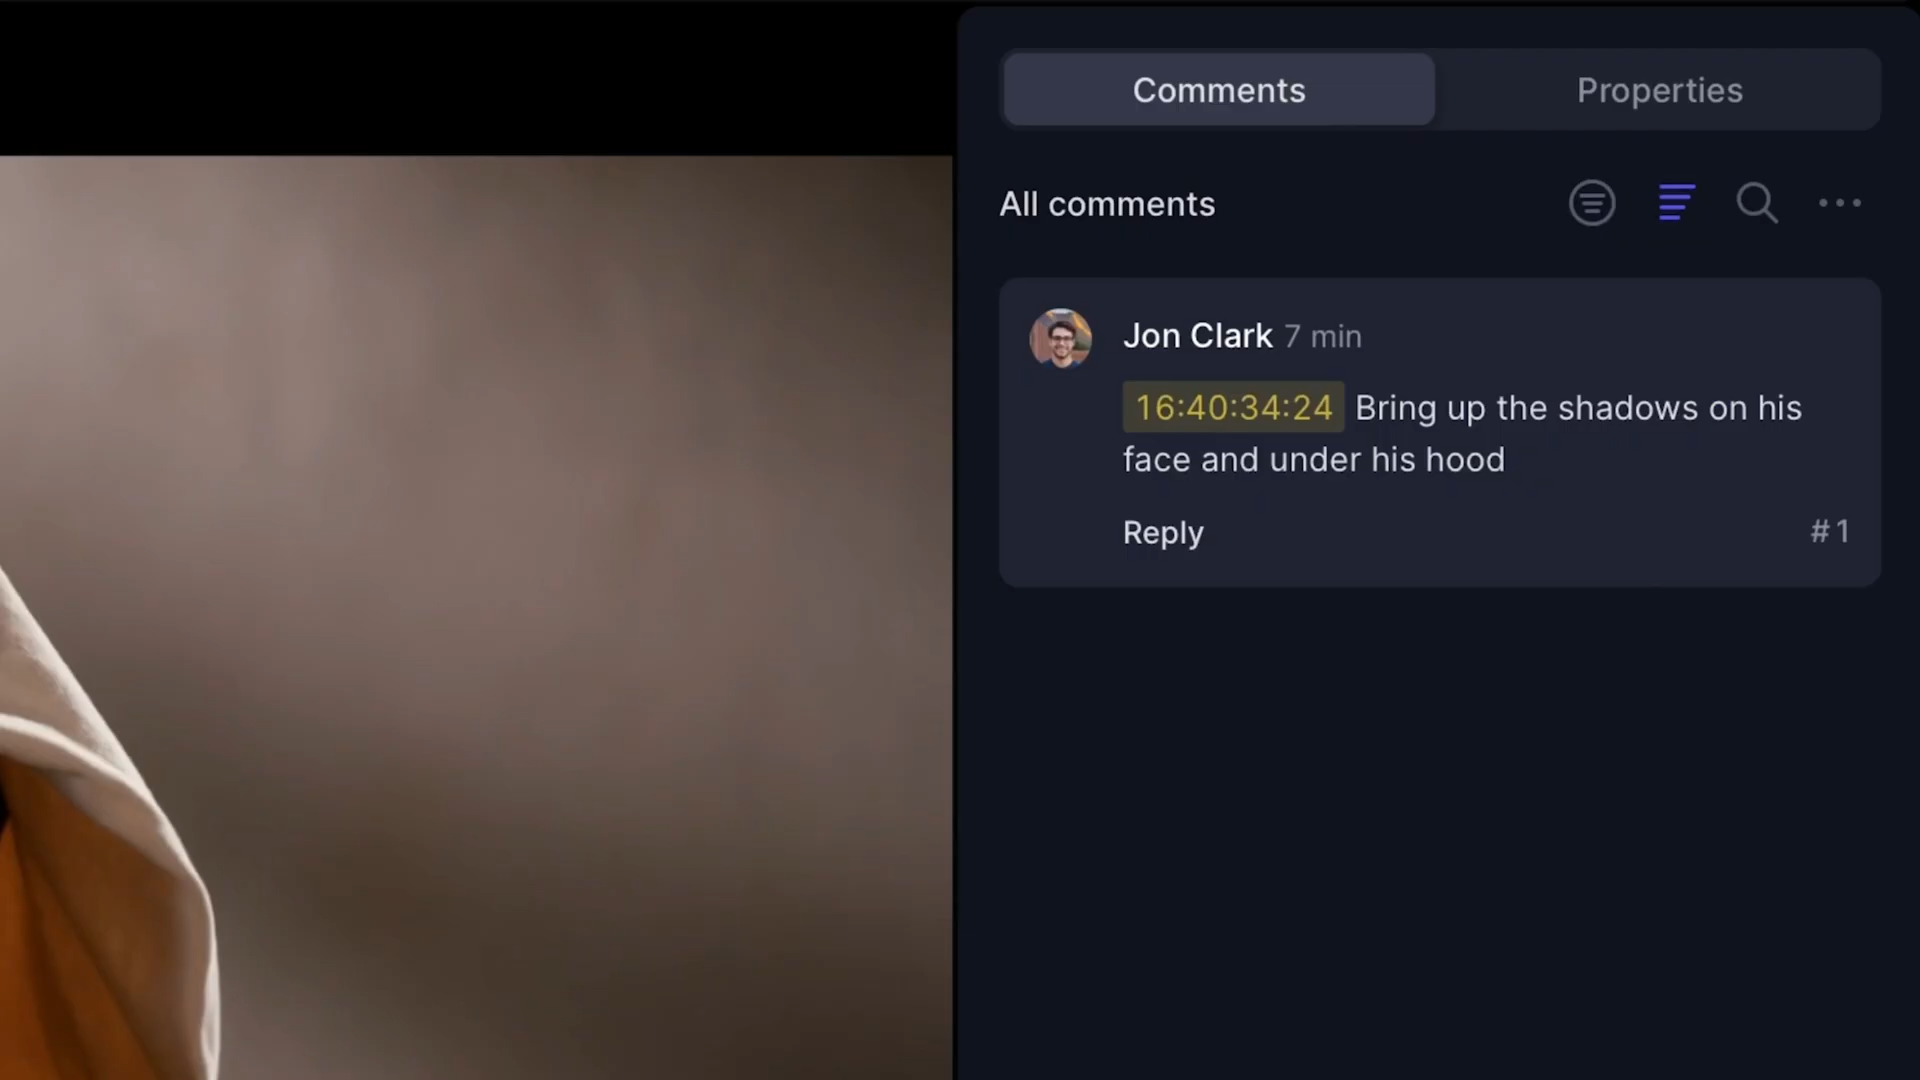 Comments
Properties
All comments
Jon Clark 7 min
16:40:34:24 Bring up the shadows on his
face and under his hood
Reply
#1